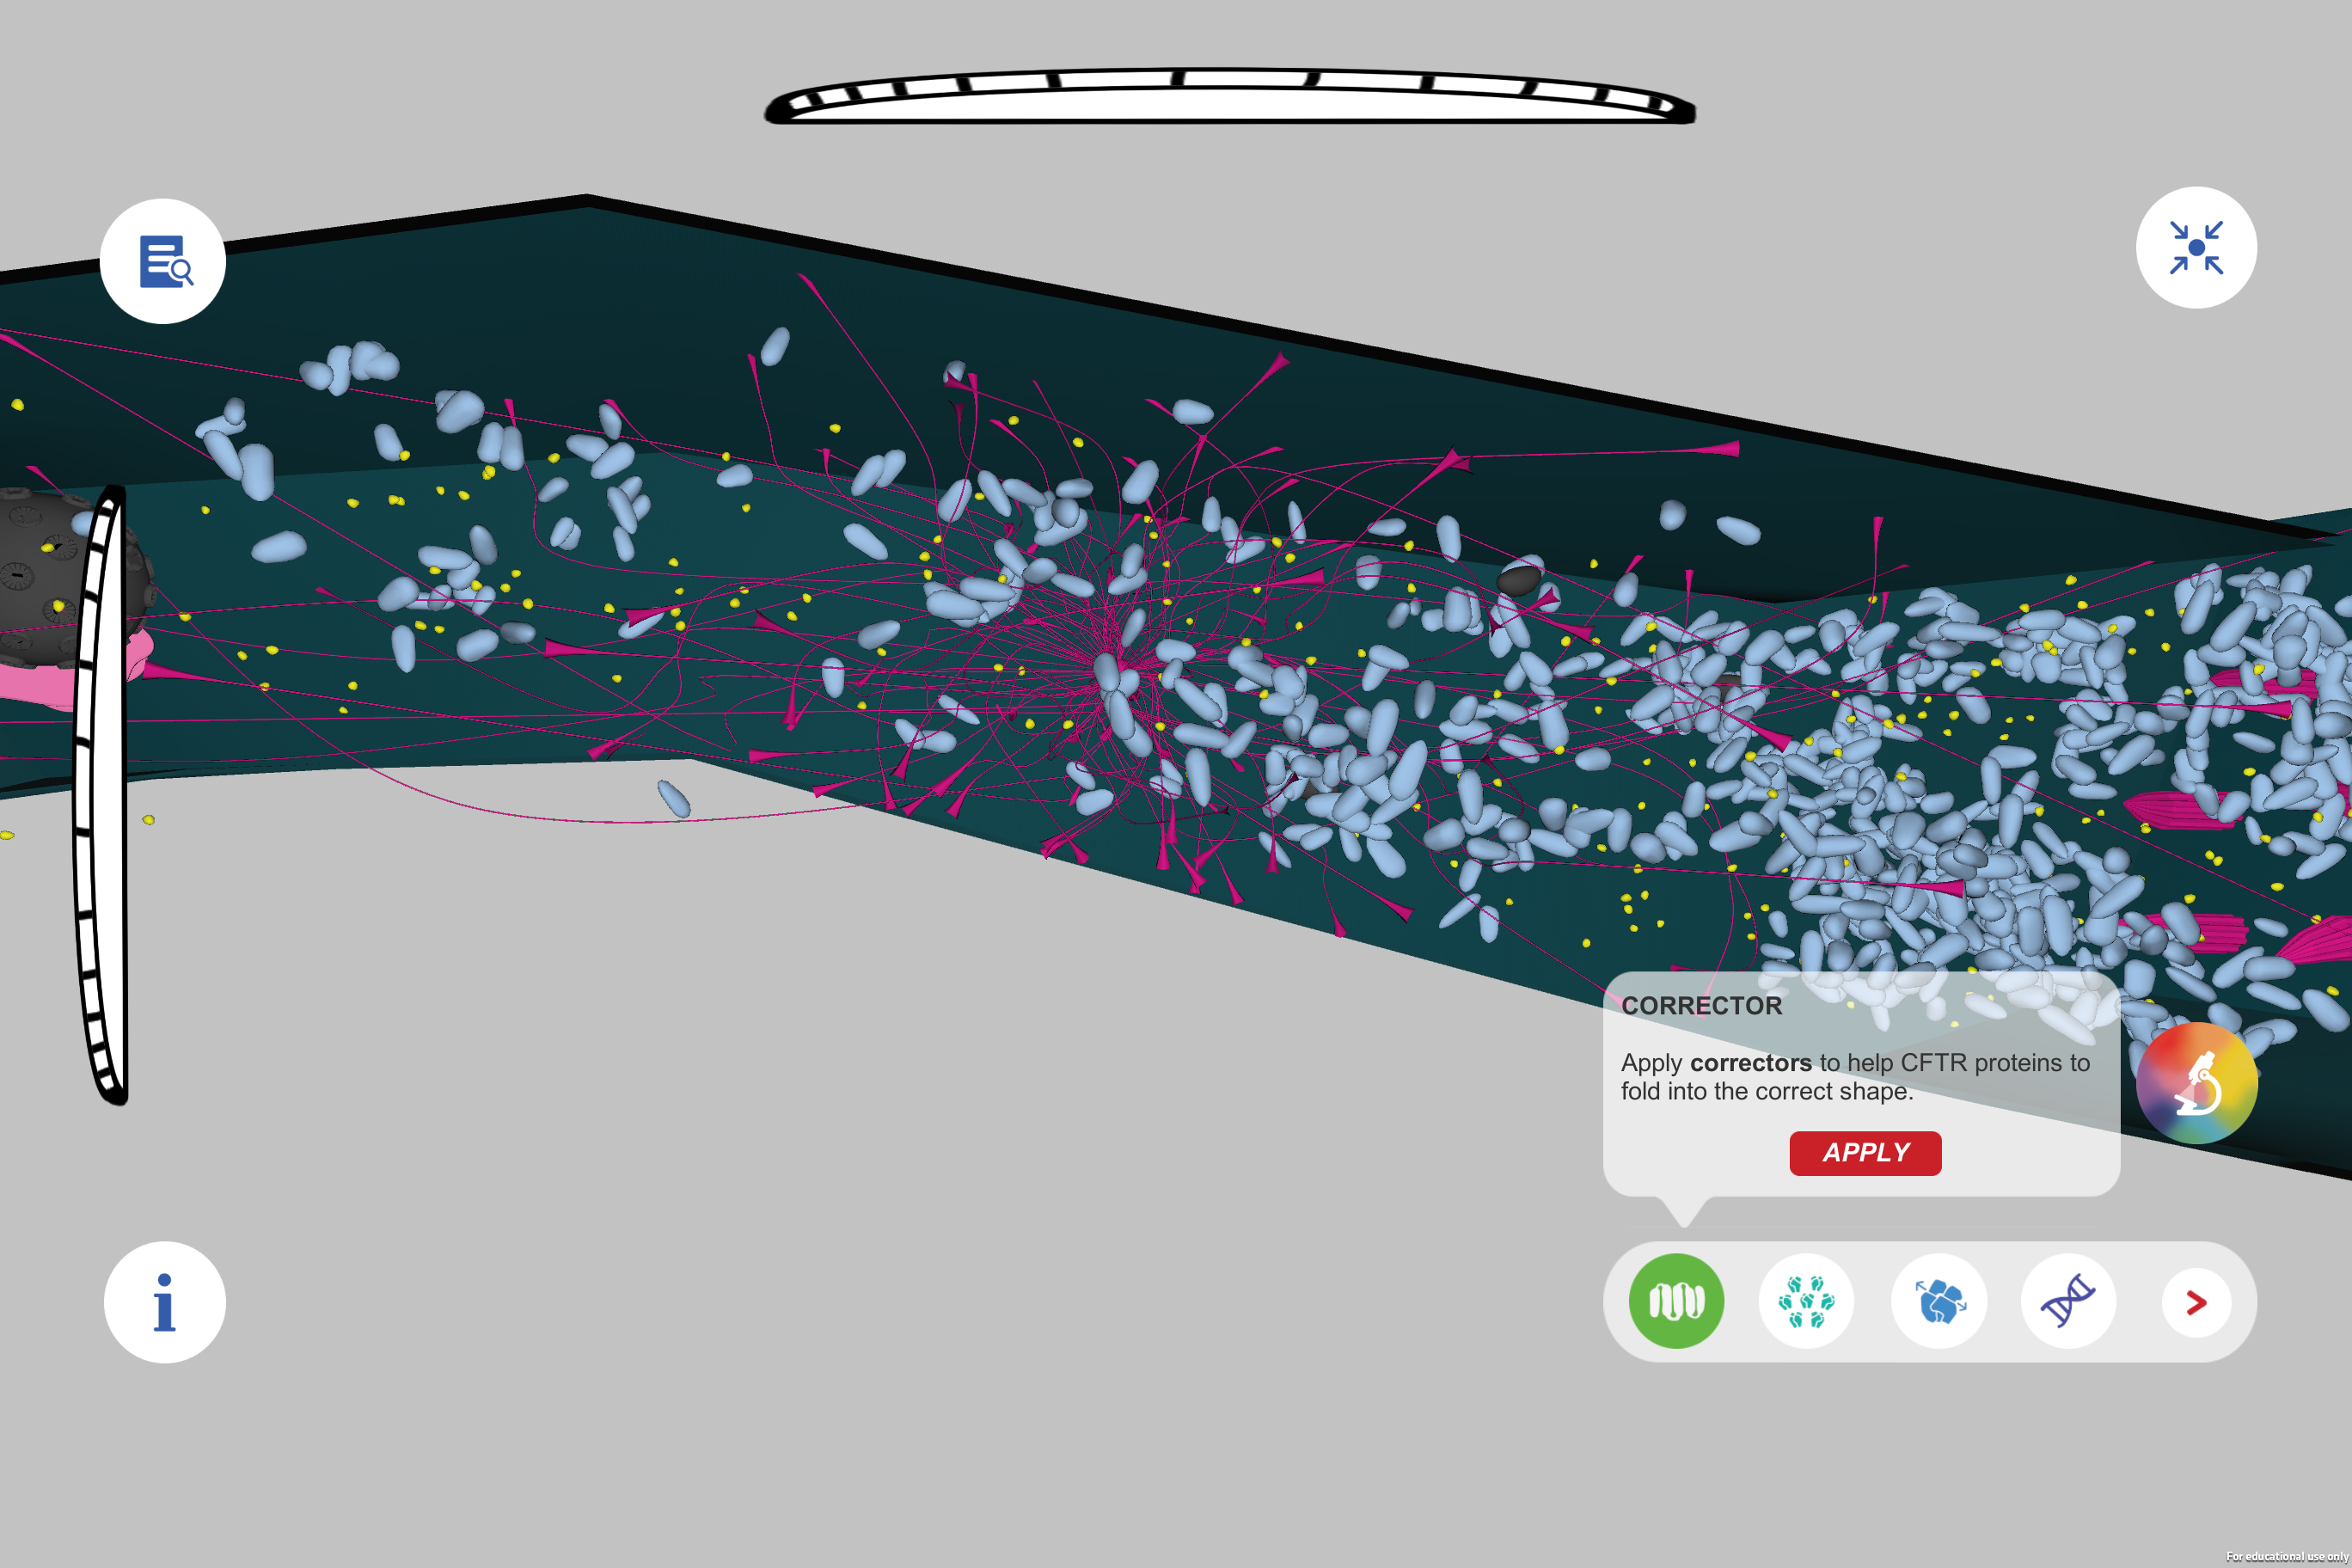 CORRECTOR
Apply correctors to help CFTR proteins to
fold into the correct shape.
APPLY
i
For educational use only